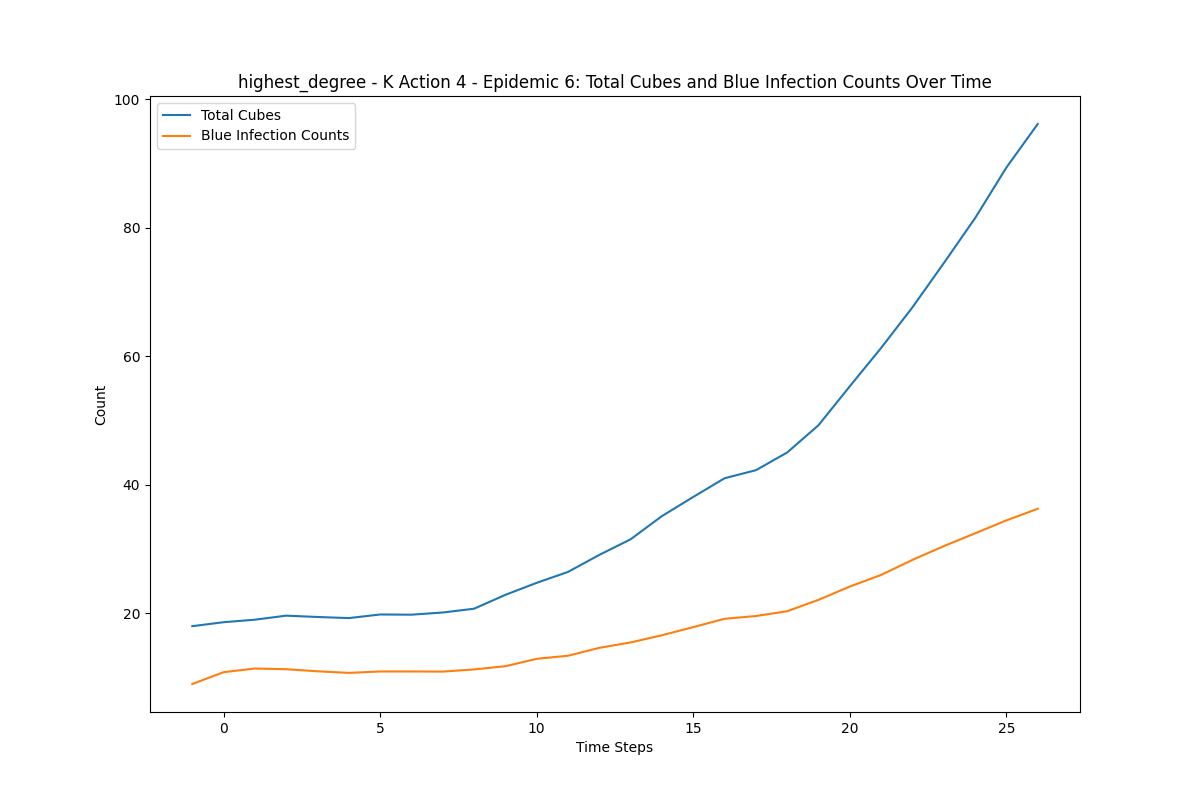 highest_degree - K Action 4 - Epidemic 6: Total Cubes and Blue Infection Counts Over Time
Total Cubes
Blue Infection Counts
100
80
60
40
20
Count
0 5 10 15 20 25
Time Steps